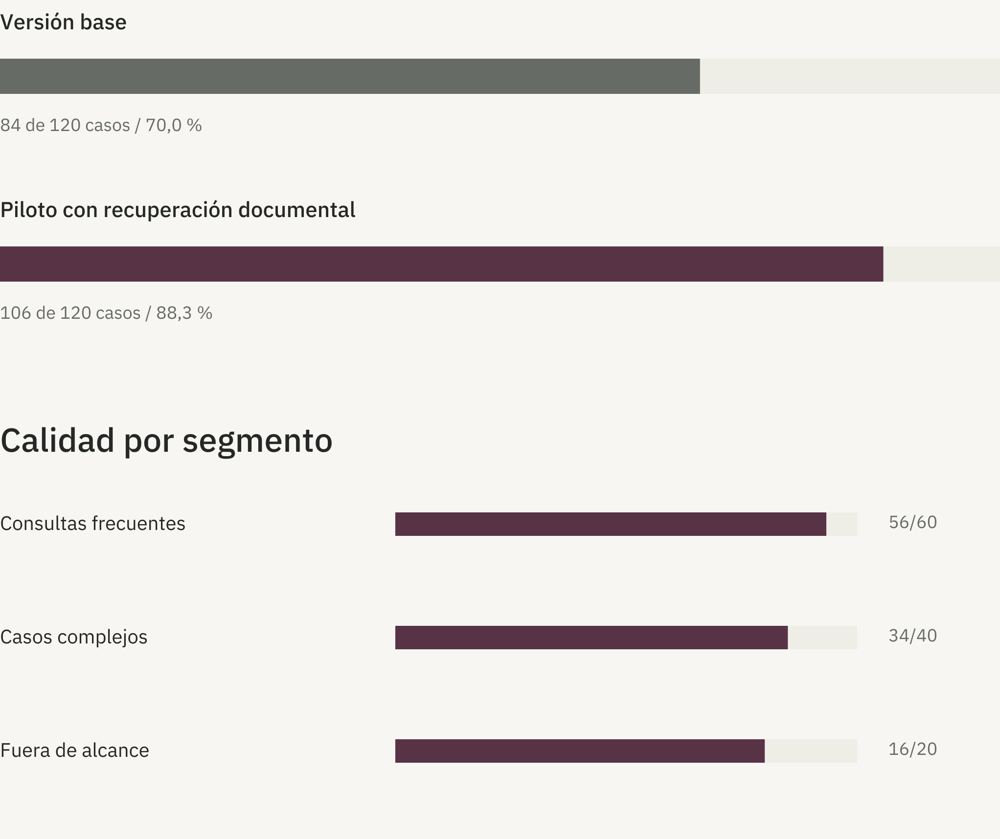 Versión base
84 de 120 casos / 70,0 %
Piloto con recuperación documental
106 de 120 casos / 88,3 %
Calidad por segmento
Consultas frecuentes 56/60
Casos complejos 34/40
Fuera de alcance 16/20